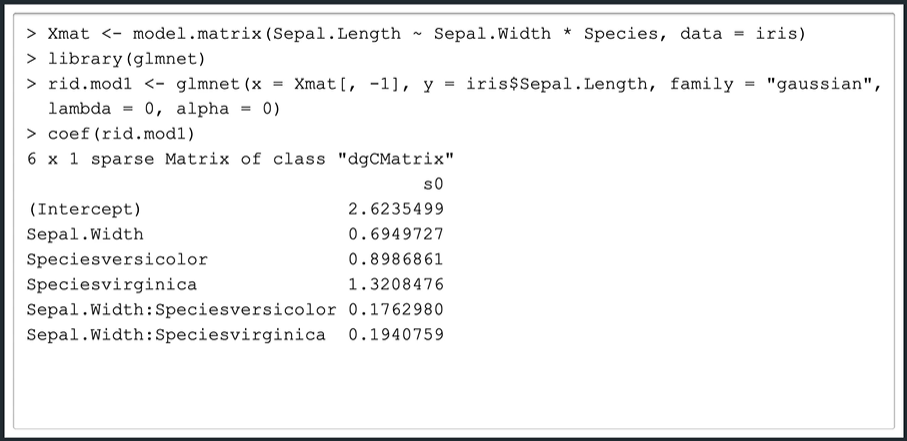 > Xmat <- model.matrix(Sepal.Length ~ Sepal.Width * Species, data = iris)
> library(glmnet)
> rid.mod1 <- glmnet(x = Xmat[, -1], y = iris$Sepal.Length, family = "gaussian",
  lambda = 0, alpha = 0)
> coef(rid.mod1)
6 x 1 sparse Matrix of class "dgCMatrix"
                                     s0
(Intercept)                   2.6235499
Sepal.Width                   0.6949727
Speciesversicolor             0.8986861
Speciesvirginica              1.3208476
Sepal.Width:Speciesversicolor 0.1762980
Sepal.Width:Speciesvirginica  0.1940759